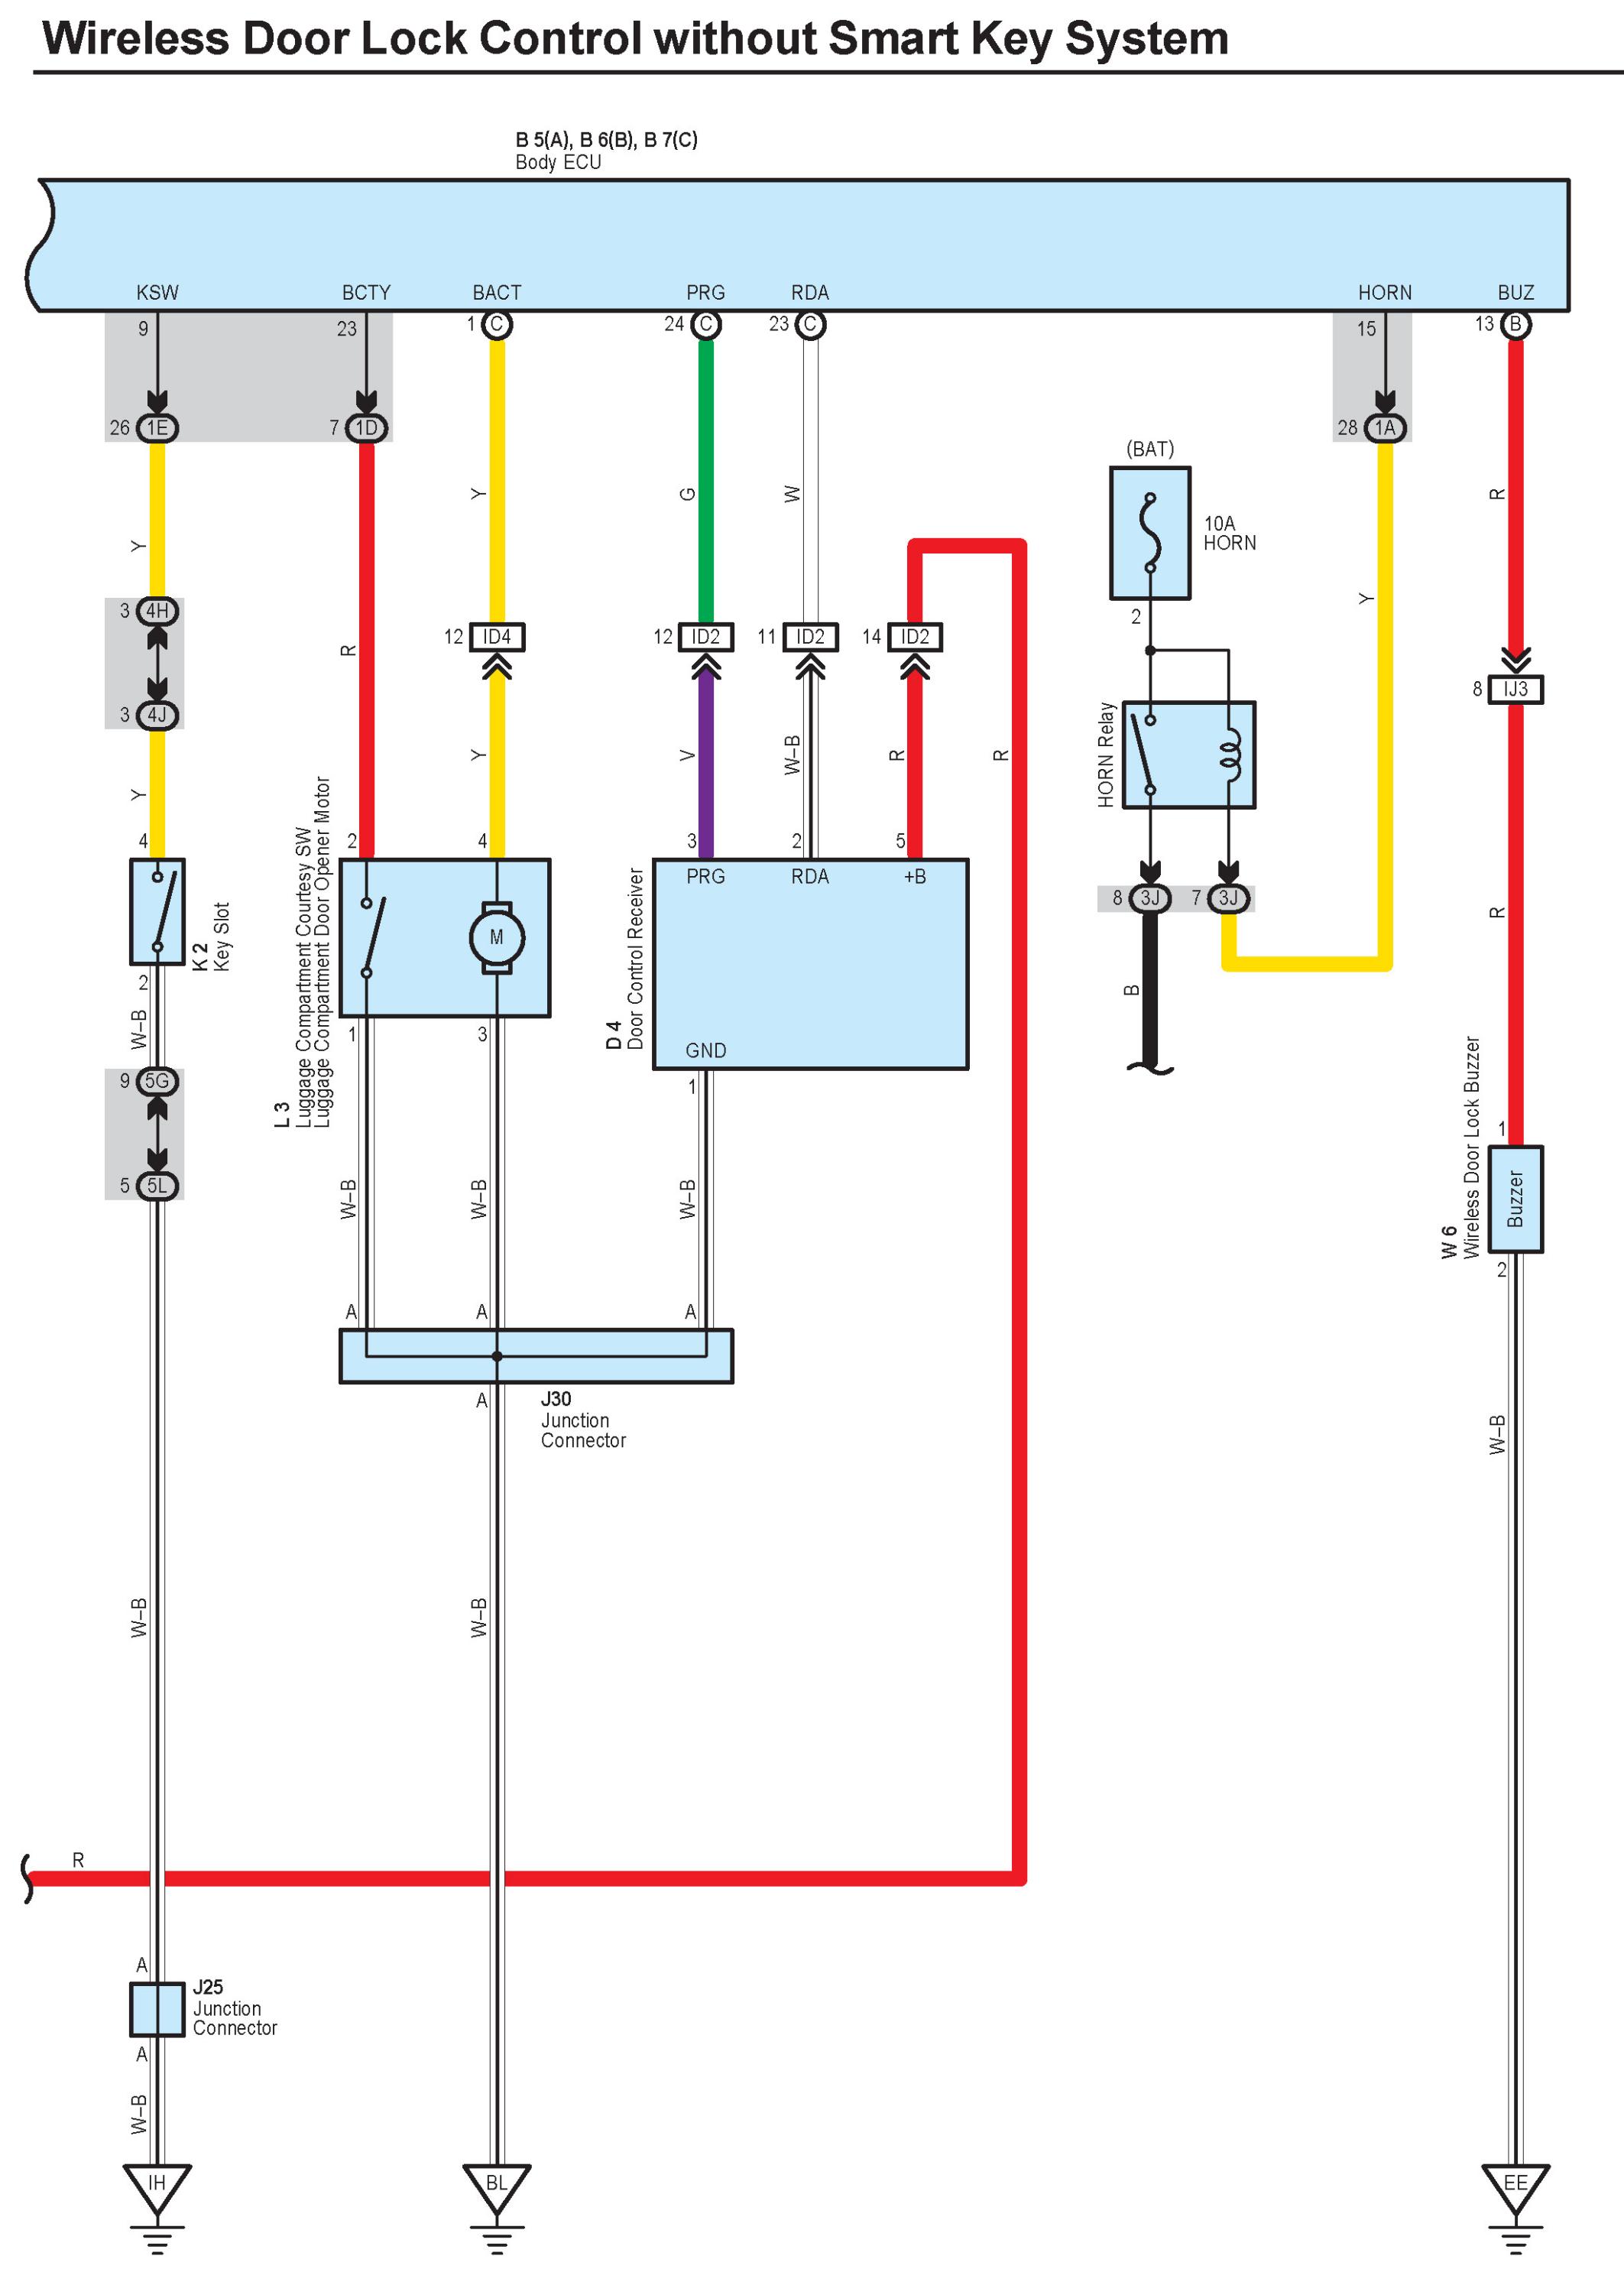 Wireless Door Lock Control without Smart Key System
B 5(A), B 6(B), B 7(C)
Body ECU
KSW BCTY BACT PRG RDA HORN BUZ
9 23 1 C 24 C 23 C 15 13 B
26 1E 7 1D 28 1A
(BAT)
10A
HORN
Y R Y G W Y R
2
3 4H
12 ID4 12 ID2 11 ID2 14 ID2
3 4J
8 IJ3
HORN Relay
Y Y V W–B R R
4 2 4 3 2 5
PRG RDA +B
8 3J 7 3J
M
K 2
Key Slot
L 3
Luggage Compartment Courtesy SW
Luggage Compartment Door Opener Motor
D 4
Door Control Receiver
B
R
2 1 3
GND
1
W–B
9 5G
5 5L
W–B W–B W–B
W 6
Wireless Door Lock Buzzer
1
Buzzer
2
A A A
A
J30
Junction
Connector
W–B
W–B W–B
R
A
J25
Junction
Connector
A
W–B
IH BL EE